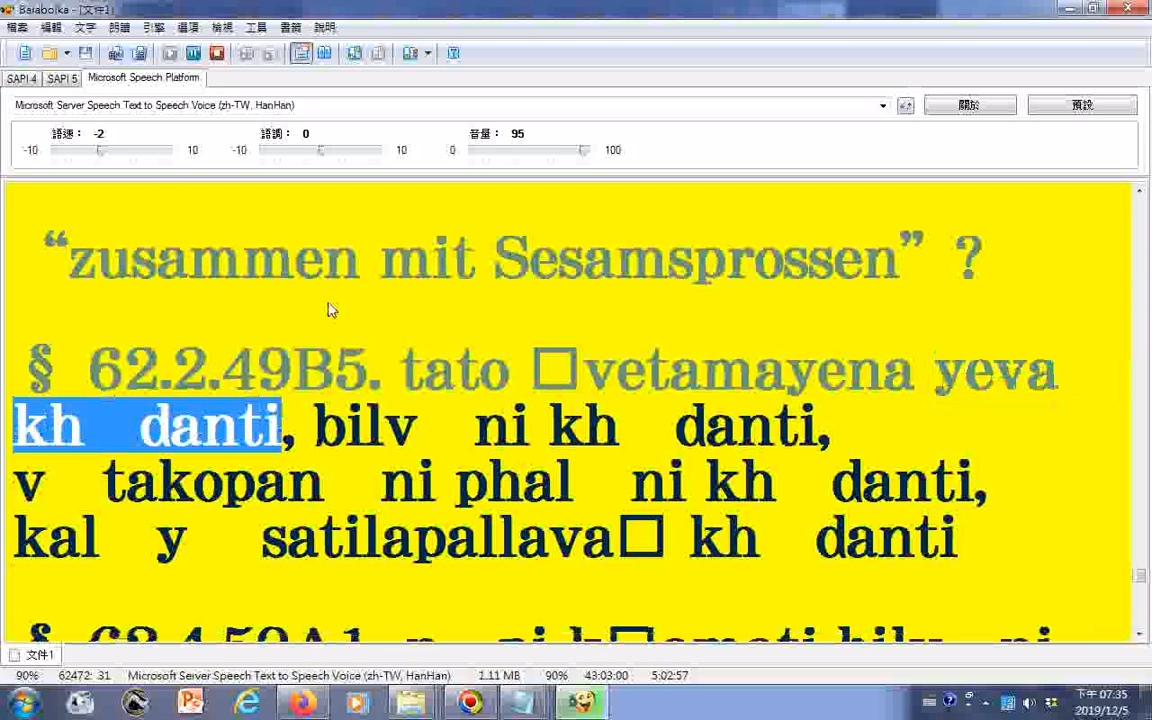 Balabolka - [文件1]
檔案 編輯 文字 朗讀 引擎 選項 檢視 工具 書籤 說明
SAPI 4 SAPI 5 Microsoft Speech Platform
Microsoft Server Speech Text to Speech Voice (zh-TW, HanHan) 關於 預設
語速： -2 語調： 0 音量： 95
-10 10 -10 10 0 100
“zusammen mit Sesamsprossen” ?
§ 62.2.49B5. tato □vetamayena yeva
kh danti, bilv ni kh danti,
v takopan ni phal ni kh danti,
kal y satilapallava□ kh danti
文件1
90% 62472: 31 Microsoft Server Speech Text to Speech Voice (zh-TW, HanHan) 1.11 MB 90% 43:03:00 5:02:57
下午 07:35
2019/12/5